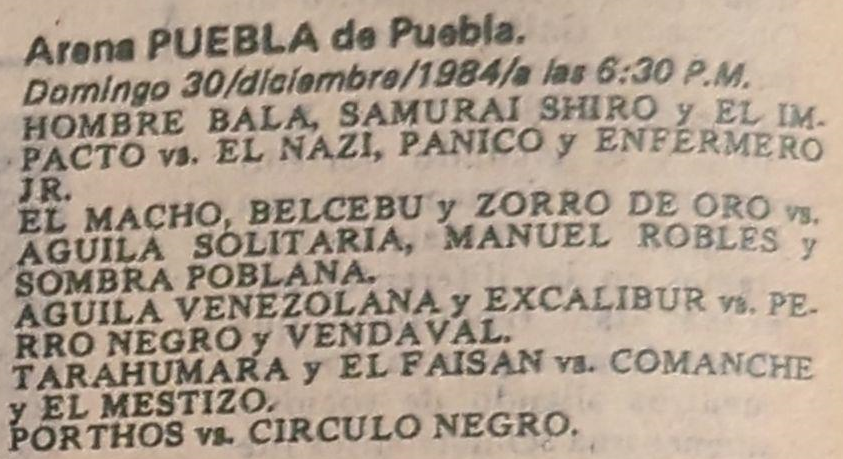 Arena PUEBLA de Puebla.
Domingo 30/diciembre/1984/a las 6:30 P.M.
HOMBRE BALA, SAMURAI SHIRO y EL IM-
PACTO vs. EL NAZI, PANICO y ENFERMERO
JR.
EL MACHO, BELCEBU y ZORRO DE ORO vs.
AGUILA SOLITARIA, MANUEL ROBLES y
SOMBRA POBLANA.
AGUILA VENEZOLANA y EXCALIBUR vs. PE-
RRO NEGRO y VENDAVAL.
TARAHUMARA y EL FAISAN vs. COMANCHE
y EL MESTIZO.
PORTHOS vs. CIRCULO NEGRO.